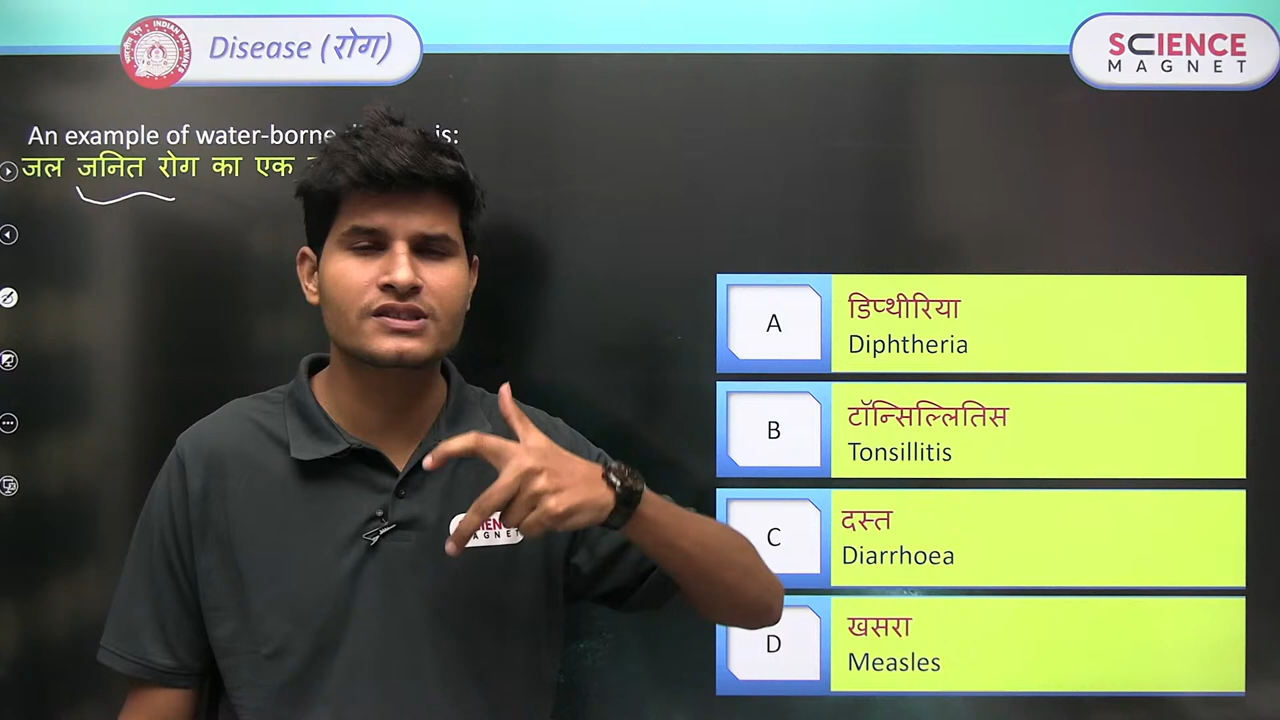 Disease (रोग)
SCIENCE
MAGNET
An example of water-borne is:
जल जनित रोग का एक
A
डिप्थीरिया
Diphtheria
B
टॉन्सिल्लितिस
Tonsillitis
C
दस्त
Diarrhoea
D
खसरा
Measles